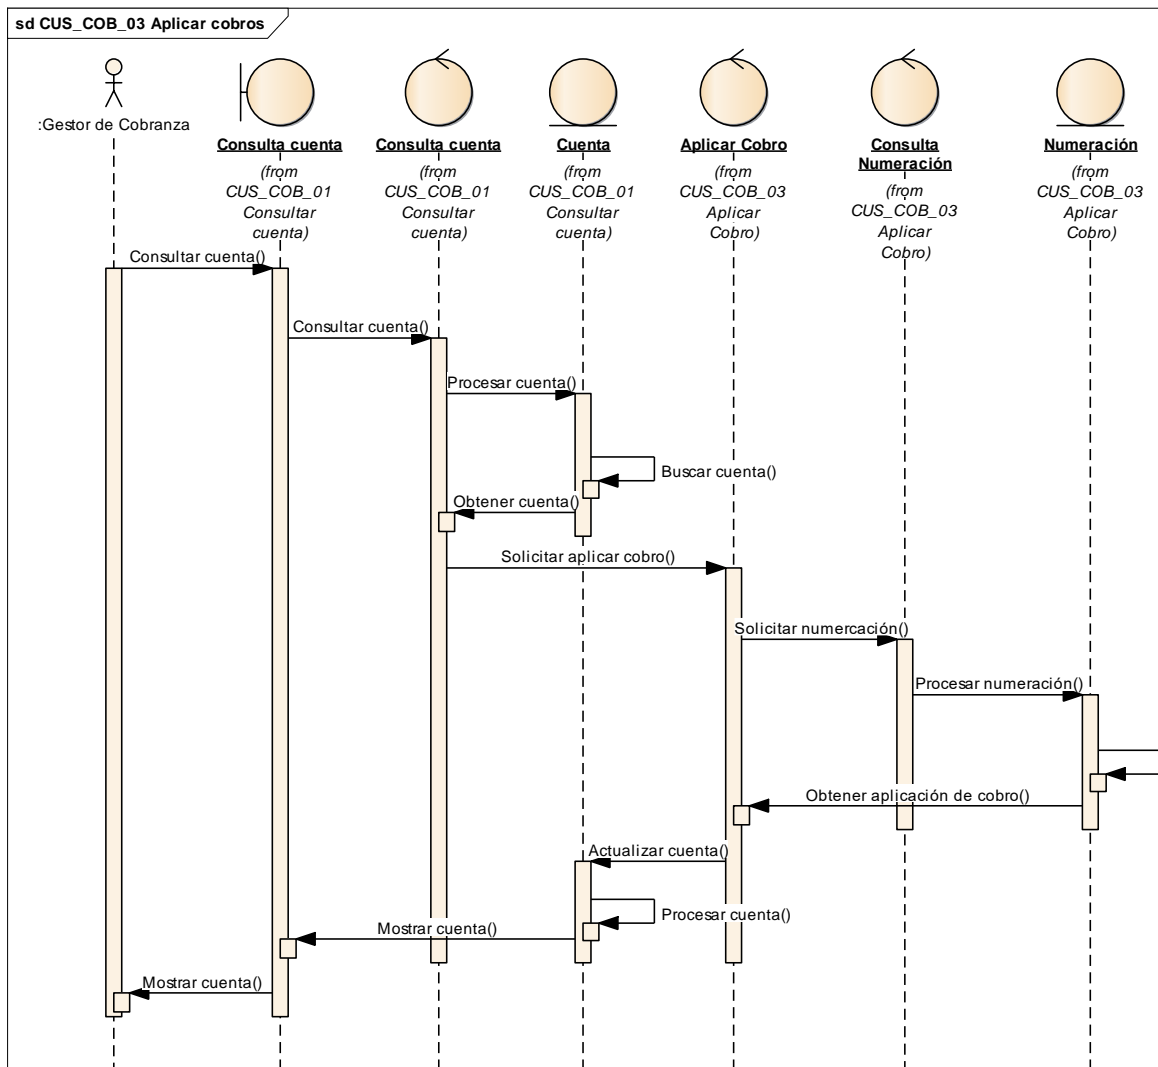 sd CUS_COB_03 Aplicar cobros
:Gestor de Cobranza
Consulta cuenta
(from
CUS_COB_01
Consultar
cuenta)
Consulta cuenta
(from
CUS_COB_01
Consultar
cuenta)
Cuenta
(from
CUS_COB_01
Consultar
cuenta)
Aplicar Cobro
(from
CUS_COB_03
Aplicar
Cobro)
Consulta
Numeración
(from
CUS_COB_03
Aplicar
Cobro)
Numeración
(from
CUS_COB_03
Aplicar
Cobro)
Consultar cuenta()
Consultar cuenta()
Procesar cuenta()
Buscar cuenta()
Obtener cuenta()
Solicitar aplicar cobro()
Solicitar numercación()
Procesar numeración()
Obtener aplicación de cobro()
Actualizar cuenta()
Procesar cuenta()
Mostrar cuenta()
Mostrar cuenta()